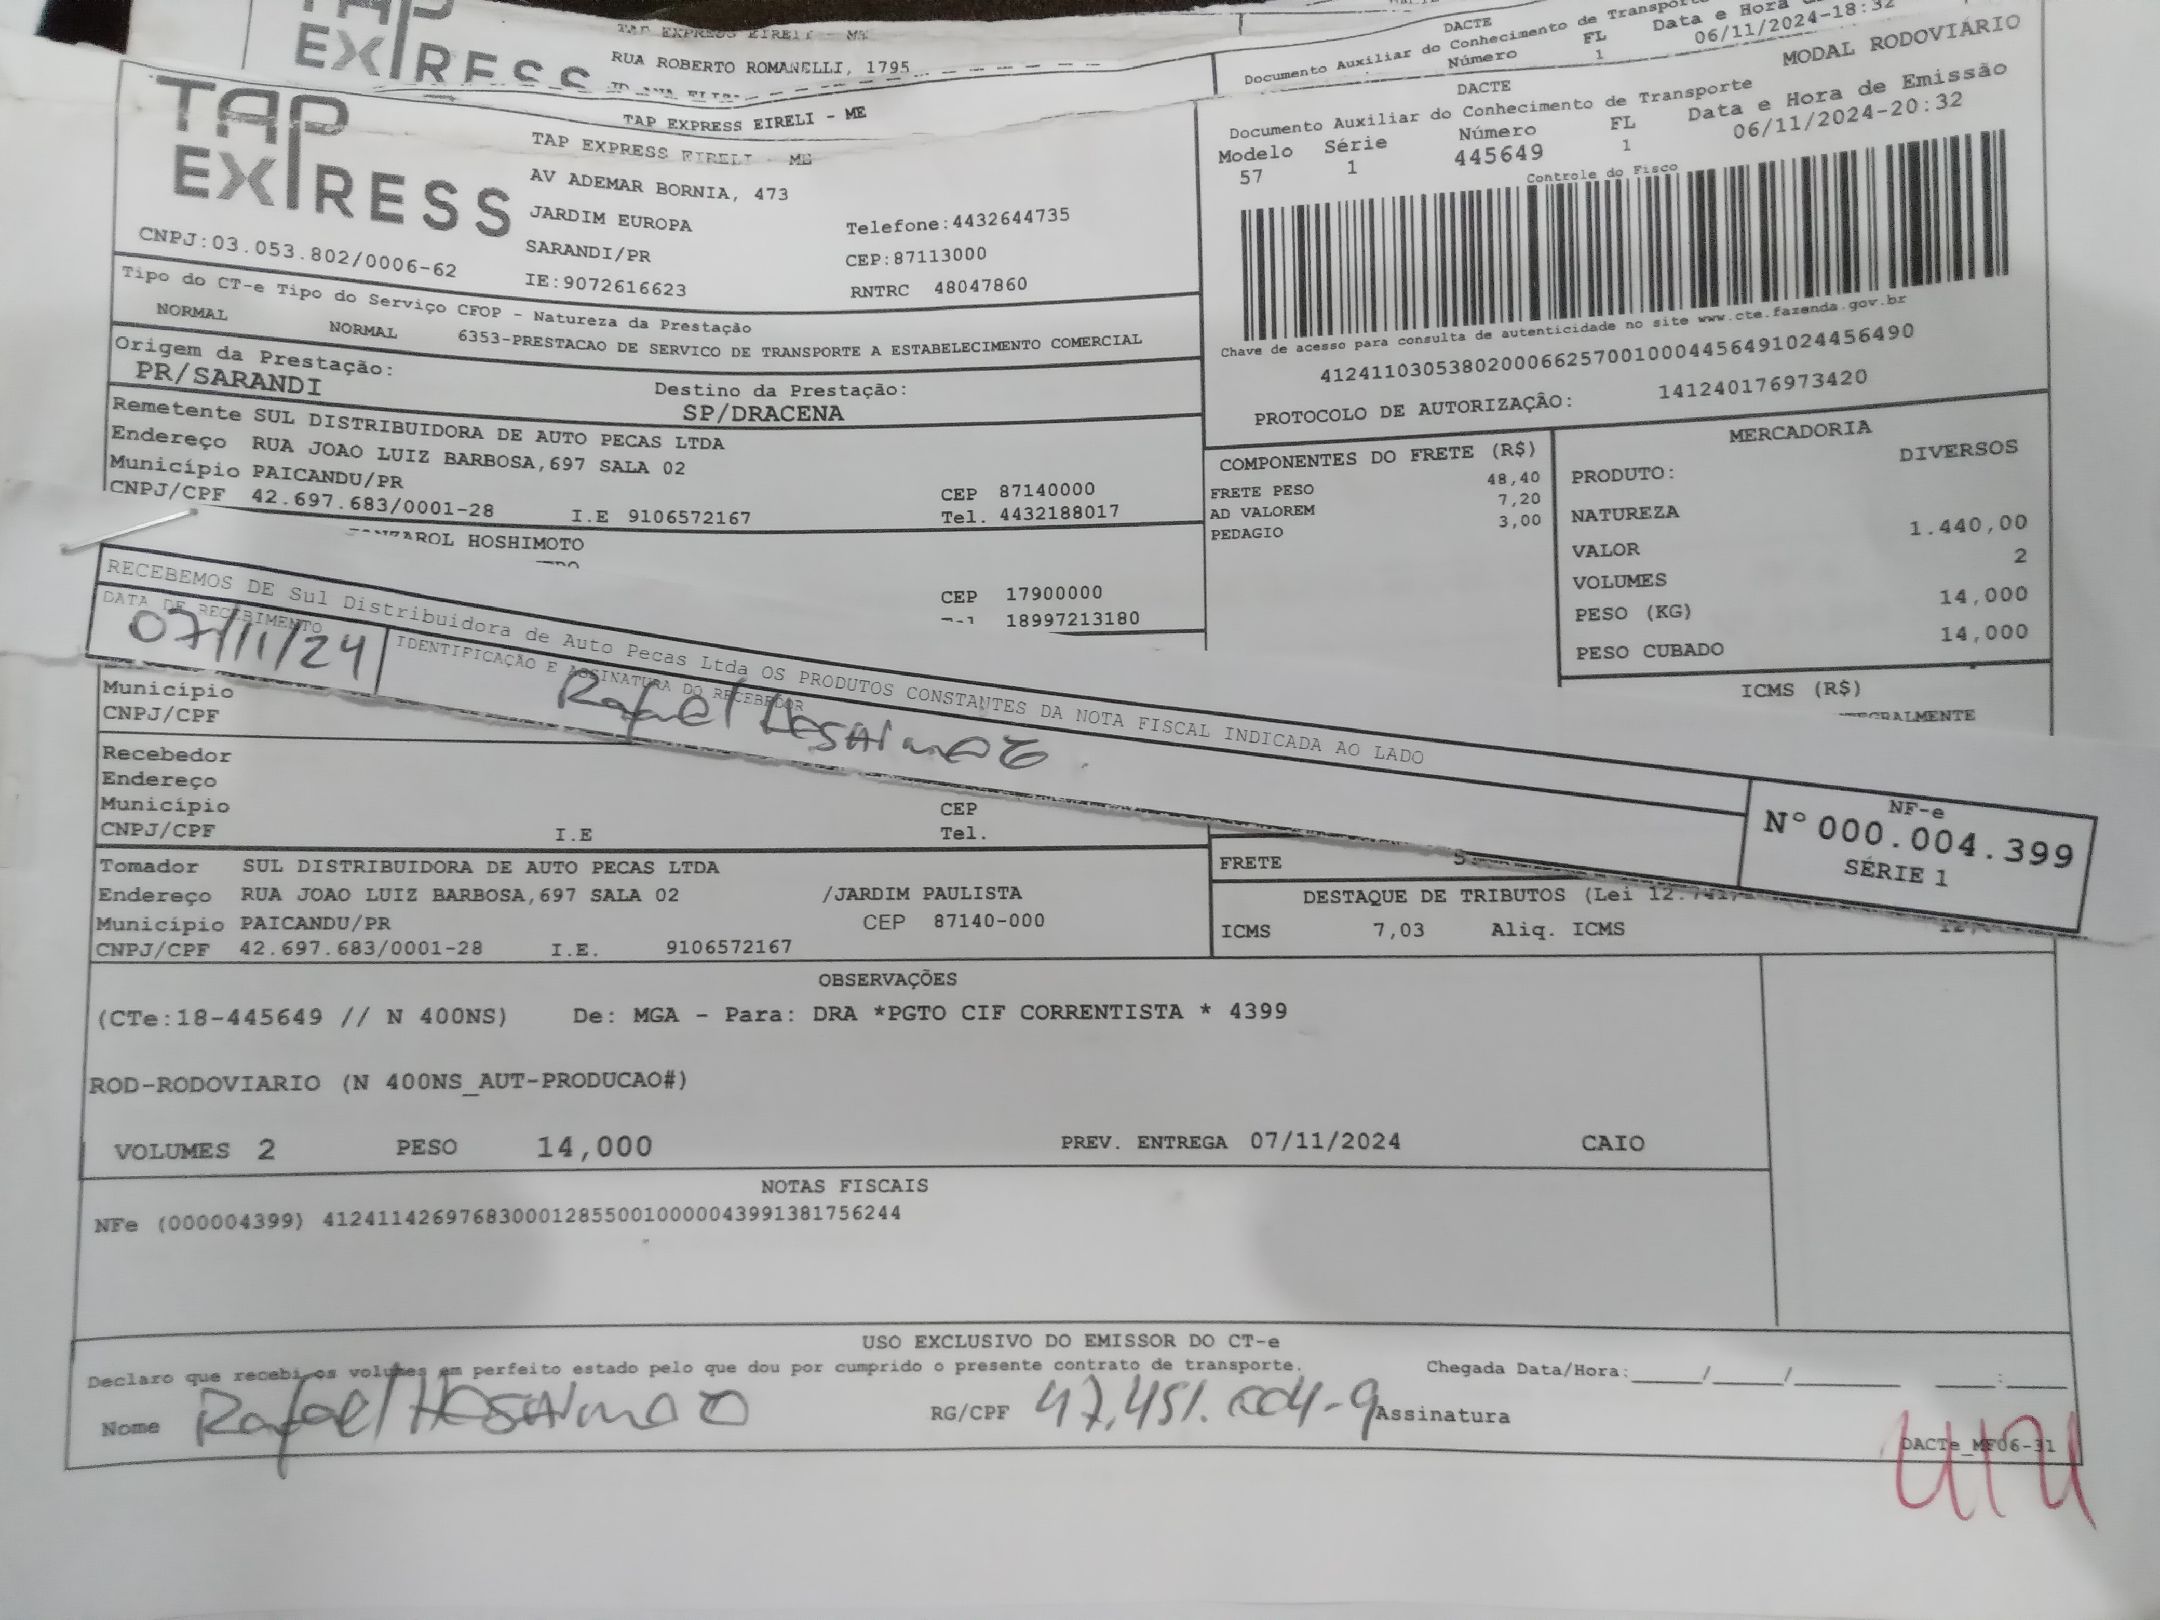 TAP
EXPRESS
TAP EXPRESS EIRELI - ME
RUA ROBERTO ROMANELLI, 1795
DACTE
Documento Auxiliar do Conhecimento de Transporte
Número
FL
1
Data e Hora
06/11/2024-18:32
TAP EXPRESS EIRELI - ME
TAP
EXPRESS
CNPJ:03.053.802/0006-62
TAP EXPRESS EIRELI - ME
AV ADEMAR BORNIA, 473
JARDIM EUROPA
SARANDI/PR
IE:9072616623
Telefone:4432644735
CEP:87113000
RNTRC 48047860
MODAL RODOVIÁRIO
DACTE
Documento Auxiliar do Conhecimento de Transporte
Modelo Série Número FL Data e Hora de Emissão
57 1 445649 1 06/11/2024-20:32
Controle do Fisco
Chave de acesso para consulta de autenticidade no site www.cte.fazenda.gov.br
41241103053802000662570010004456491024456490
PROTOCOLO DE AUTORIZAÇÃO: 141240176973420
Tipo do CT-e Tipo do Serviço CFOP - Natureza da Prestação
NORMAL NORMAL 6353-PRESTACAO DE SERVICO DE TRANSPORTE A ESTABELECIMENTO COMERCIAL
Origem da Prestação: Destino da Prestação:
PR/SARANDI SP/DRACENA
Remetente SUL DISTRIBUIDORA DE AUTO PECAS LTDA
Endereço RUA JOAO LUIZ BARBOSA,697 SALA 02
Município PAICANDU/PR CEP 87140000
CNPJ/CPF 42.697.683/0001-28 I.E 9106572167 Tel. 4432188017
HOSHIMOTO
CEP 17900000
18997213180
COMPONENTES DO FRETE (R$)
FRETE PESO 48,40
AD VALOREM 7,20
PEDAGIO 3,00
MERCADORIA
PRODUTO: DIVERSOS
NATUREZA
VALOR 1.440,00
VOLUMES 2
PESO (KG) 14,000
PESO CUBADO 14,000
ICMS (R$)
RECEBEMOS DE Sul Distribuidora de Auto Pecas Ltda OS PRODUTOS CONSTANTES DA NOTA FISCAL INDICADA AO LADO
DATA DE RECEBIMENTO
07/11/24
IDENTIFICAÇÃO E ASSINATURA DO RECEBEDOR
Rafael
NF-e
Nº 000.004.399
SÉRIE 1
Município
CNPJ/CPF
Recebedor
Endereço
Município CEP
CNPJ/CPF I.E Tel.
Tomador SUL DISTRIBUIDORA DE AUTO PECAS LTDA
Endereço RUA JOAO LUIZ BARBOSA,697 SALA 02 /JARDIM PAULISTA
Município PAICANDU/PR CEP 87140-000
CNPJ/CPF 42.697.683/0001-28 I.E. 9106572167
FRETE
DESTAQUE DE TRIBUTOS (Lei
ICMS 7,03 Aliq. ICMS
OBSERVAÇÕES
(CTe:18-445649 // N 400NS) De: MGA - Para: DRA *PGTO CIF CORRENTISTA * 4399
ROD-RODOVIARIO (N 400NS_AUT-PRODUCAO#)
VOLUMES 2 PESO 14,000 PREV. ENTREGA 07/11/2024 CAIO
NOTAS FISCAIS
NFe (000004399) 41241142697683000128550010000043991381756244
USO EXCLUSIVO DO EMISSOR DO CT-e
Declaro que recebi os volumes em perfeito estado pelo que dou por cumprido o presente contrato de transporte. Chegada Data/Hora:____/____/______ ____:____
Nome Rafael RG/CPF Assinatura
DACTe_MF06-31